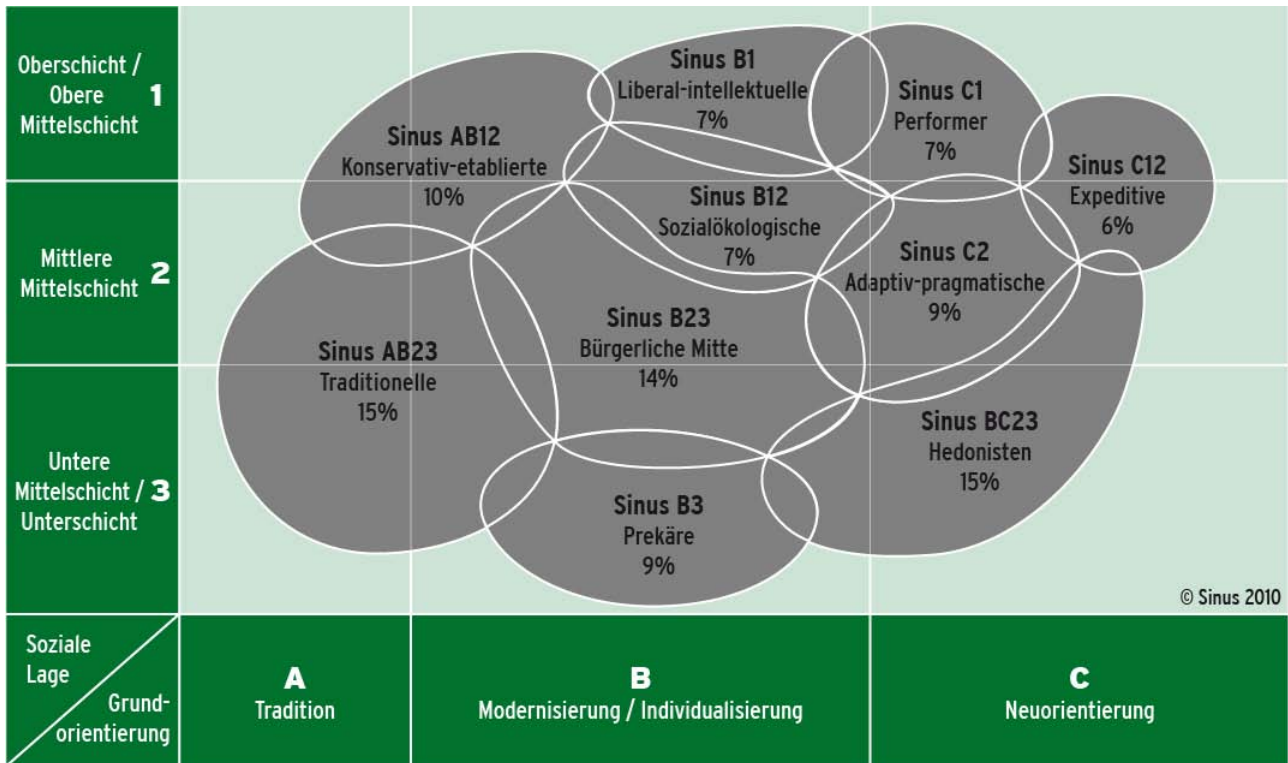 Oberschicht /
Obere
Mittelschicht
1
Mittlere
Mittelschicht
2
Untere
Mittelschicht /
Unterschicht
3
Sinus AB12
Konservativ-etablierte
10%
Sinus B1
Liberal-intellektuelle
7%
Sinus C1
Performer
7%
Sinus C12
Expeditive
6%
Sinus B12
Sozialökologische
7%
Sinus C2
Adaptiv-pragmatische
9%
Sinus AB23
Traditionelle
15%
Sinus B23
Bürgerliche Mitte
14%
Sinus BC23
Hedonisten
15%
Sinus B3
Prekäre
9%
© Sinus 2010
Soziale
Lage
Grund-
orientierung
A
Tradition
B
Modernisierung / Individualisierung
C
Neuorientierung